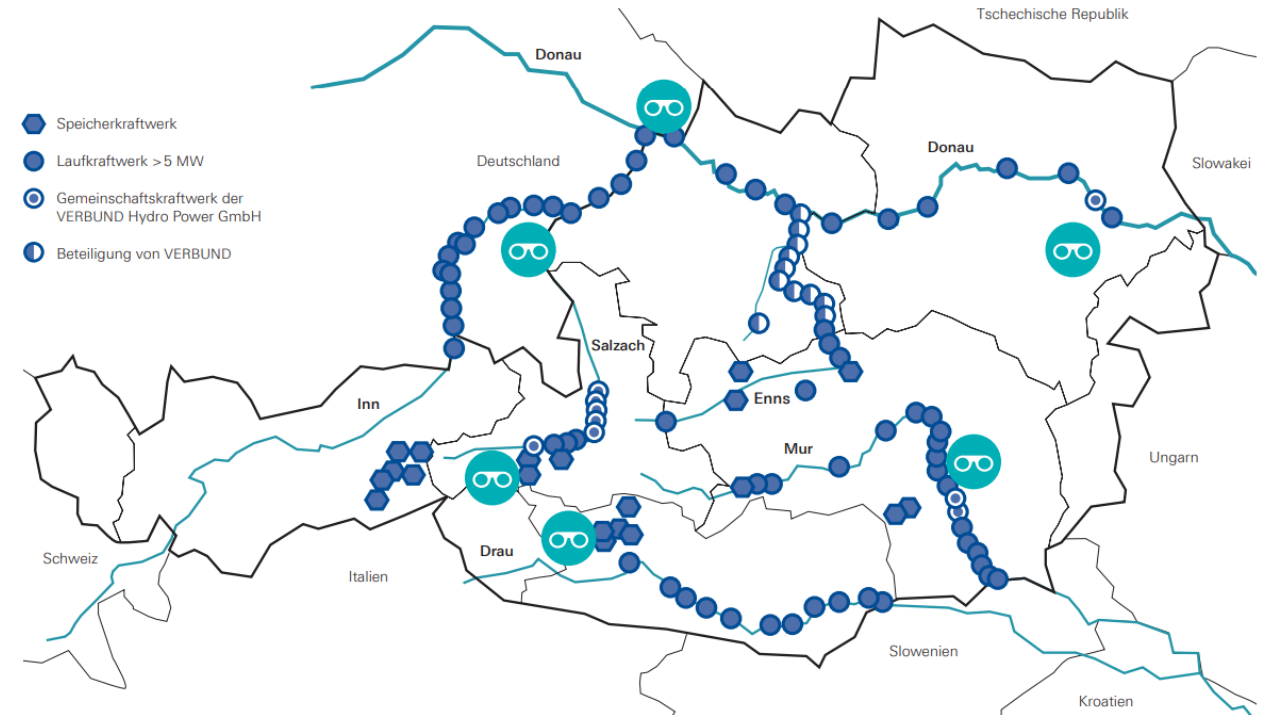 Tschechische Republik
Donau
Speicherkraftwerk
Laufkraftwerk >5 MW
Deutschland
Donau
Slowakei
Gemeinschaftskraftwerk der
VERBUND Hydro Power GmbH
Beteiligung von VERBUND
Salzach
Inn
Enns
Mur
Ungarn
Schweiz
Italien
Drau
Slowenien
Kroatien